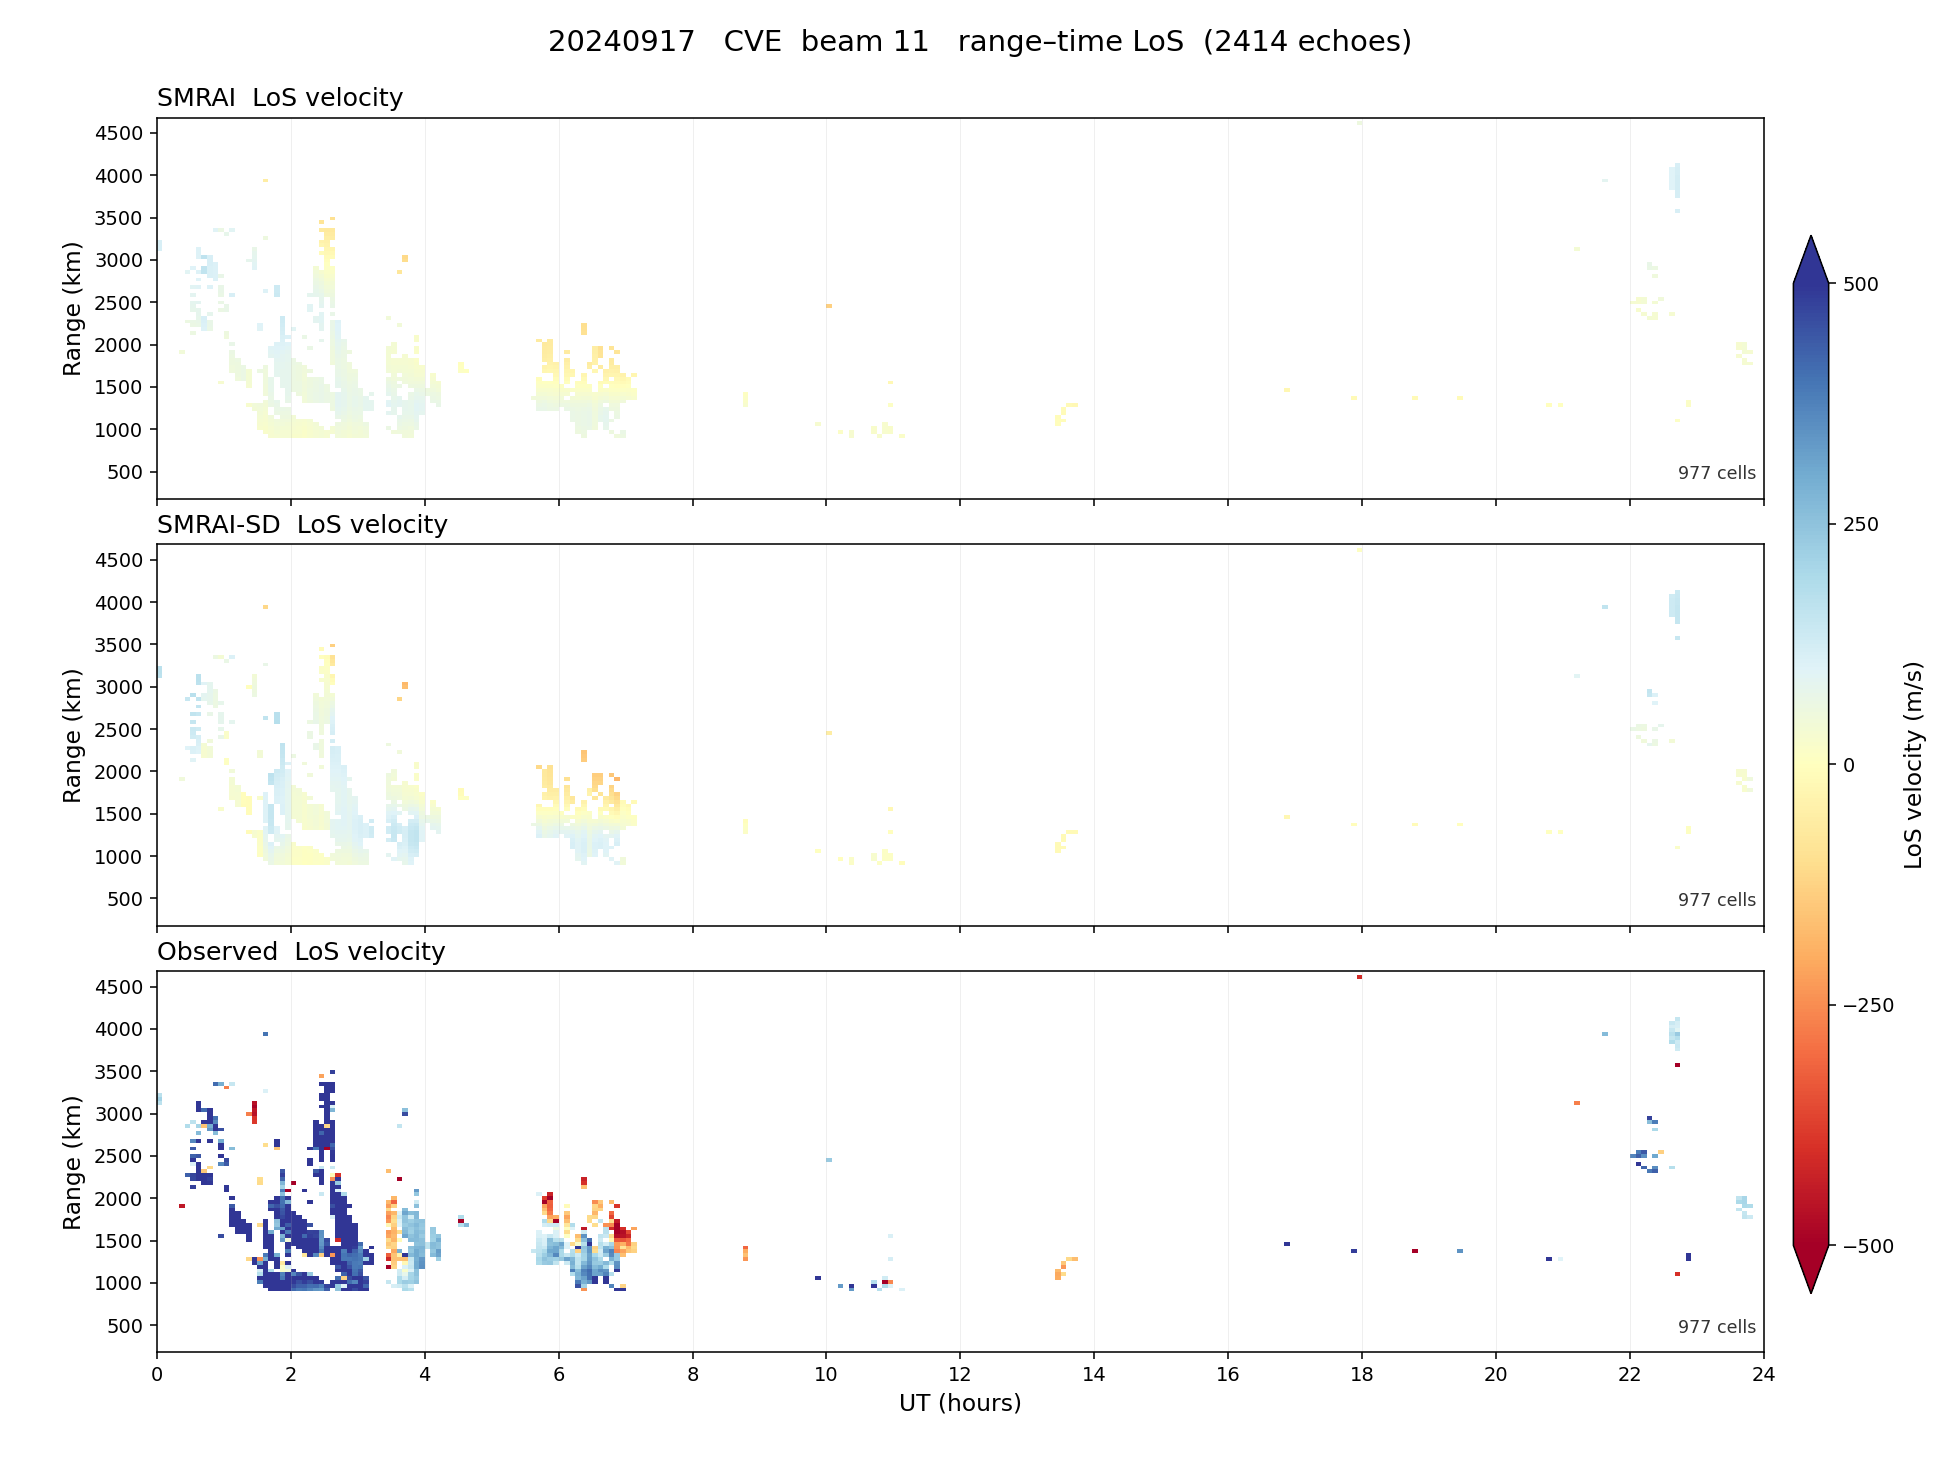 20240917   CVE  beam 11   range–time LoS  (2414 echoes)
SMRAI  LoS velocity
4500
4000
3500
3000
2500
2000
1500
1000
500
Range (km)
977 cells
SMRAI-SD  LoS velocity
4500
4000
3500
3000
2500
2000
1500
1000
500
Range (km)
977 cells
Observed  LoS velocity
4500
4000
3500
3000
2500
2000
1500
1000
500
Range (km)
977 cells
0 2 4 6 8 10 12 14 16 18 20 22 24
UT (hours)
500
250
0
−250
−500
LoS velocity (m/s)